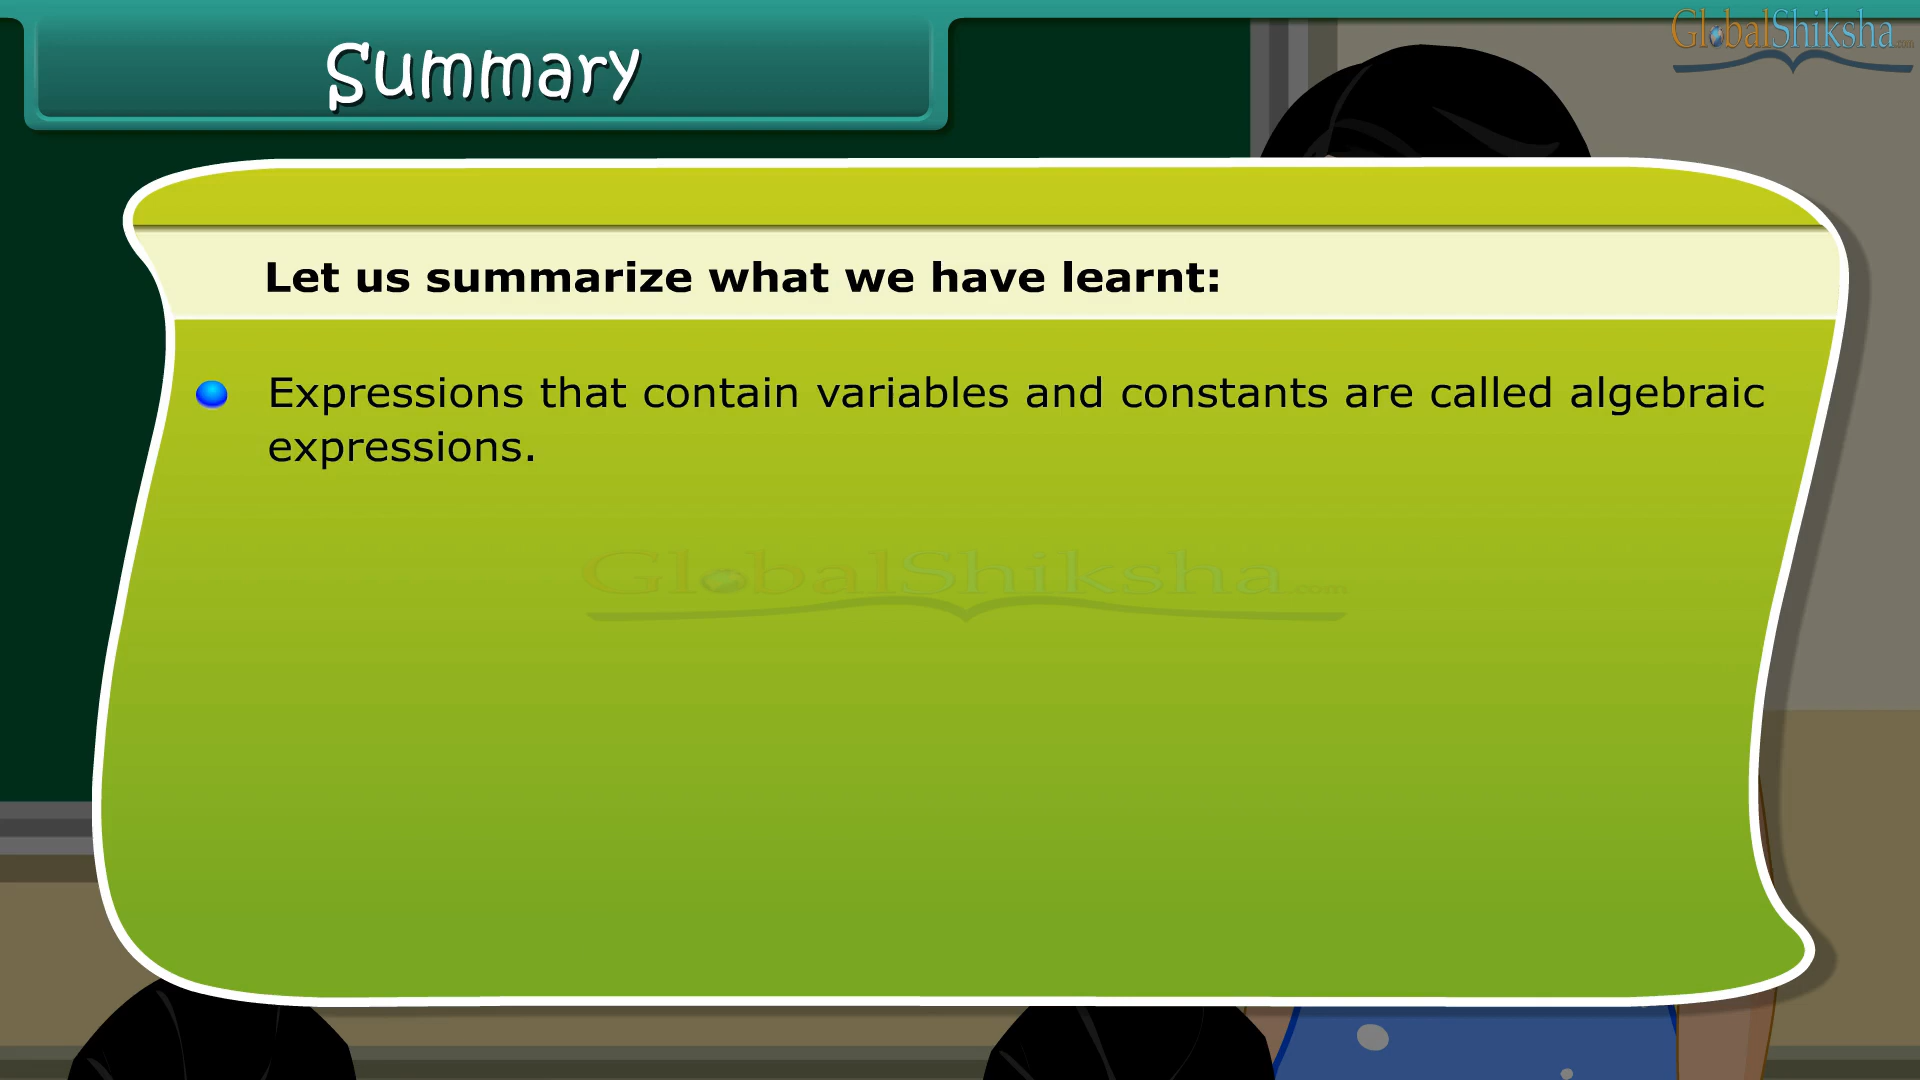 Summary
GlobalShiksha.com
Let us summarize what we have learnt:
Expressions that contain variables and constants are called algebraic
expressions.
GlobalShiksha.com